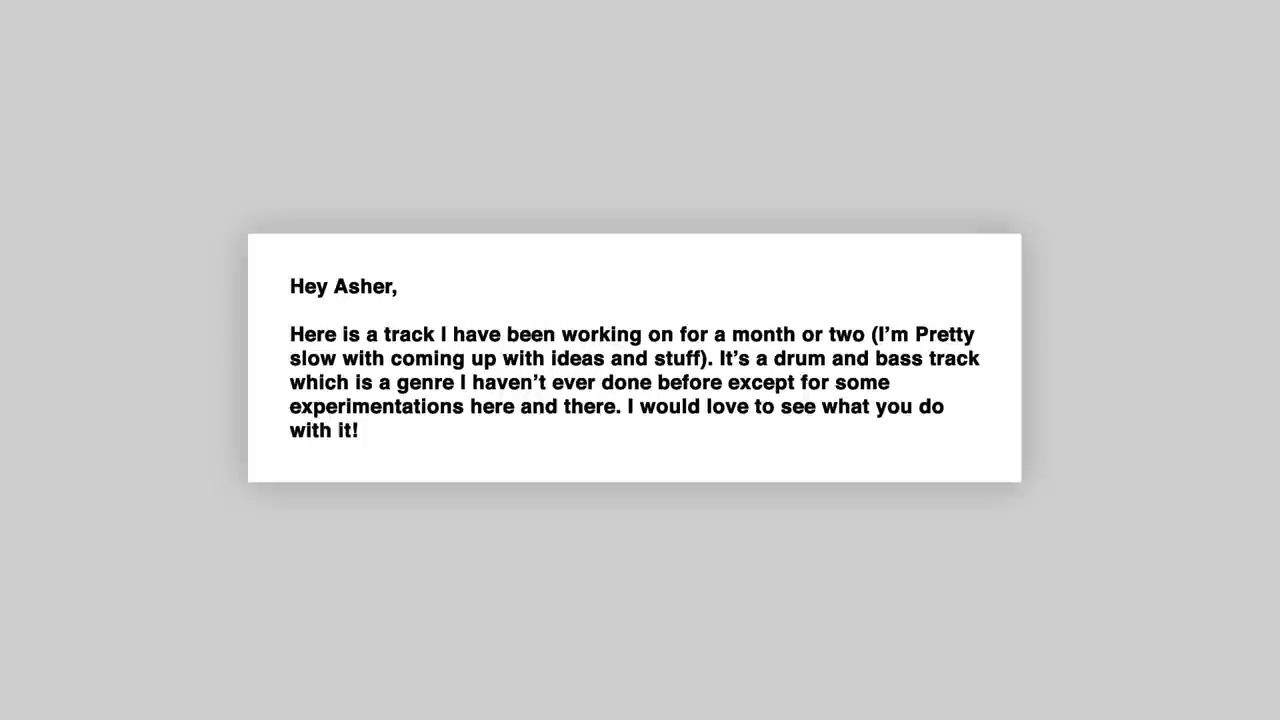 Hey Asher,
Here is a track I have been working on for a month or two (I’m Pretty
slow with coming up with ideas and stuff). It’s a drum and bass track
which is a genre I haven’t ever done before except for some
experimentations here and there. I would love to see what you do
with it!